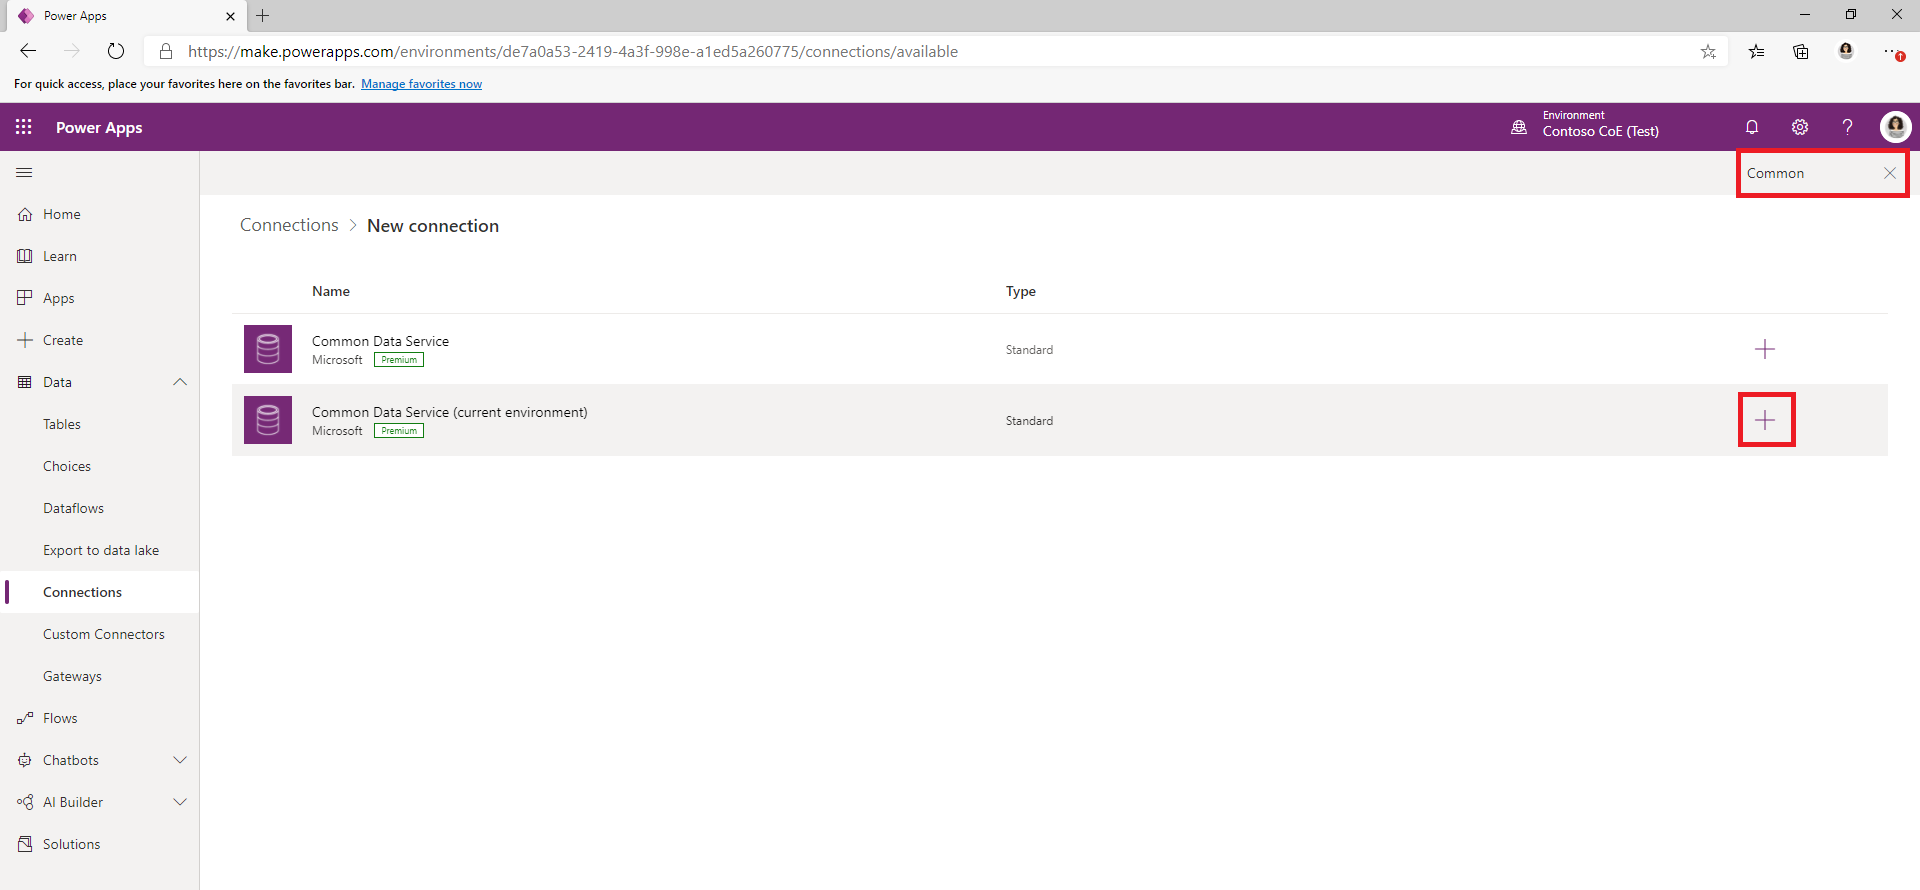 Power Apps
https://make.powerapps.com/environments/de7a0a53-2419-4a3f-998e-a1ed5a260775/connections/available
For quick access, place your favorites here on the favorites bar. Manage favorites now
Power Apps
Environment
Contoso CoE (Test)
Common
Home
Learn
Apps
Create
Data
Tables
Choices
Dataflows
Export to data lake
Connections
Custom Connectors
Gateways
Flows
Chatbots
AI Builder
Solutions
Connections > New connection
Name Type
Common Data Service
Microsoft Premium
Standard
Common Data Service (current environment)
Microsoft Premium
Standard